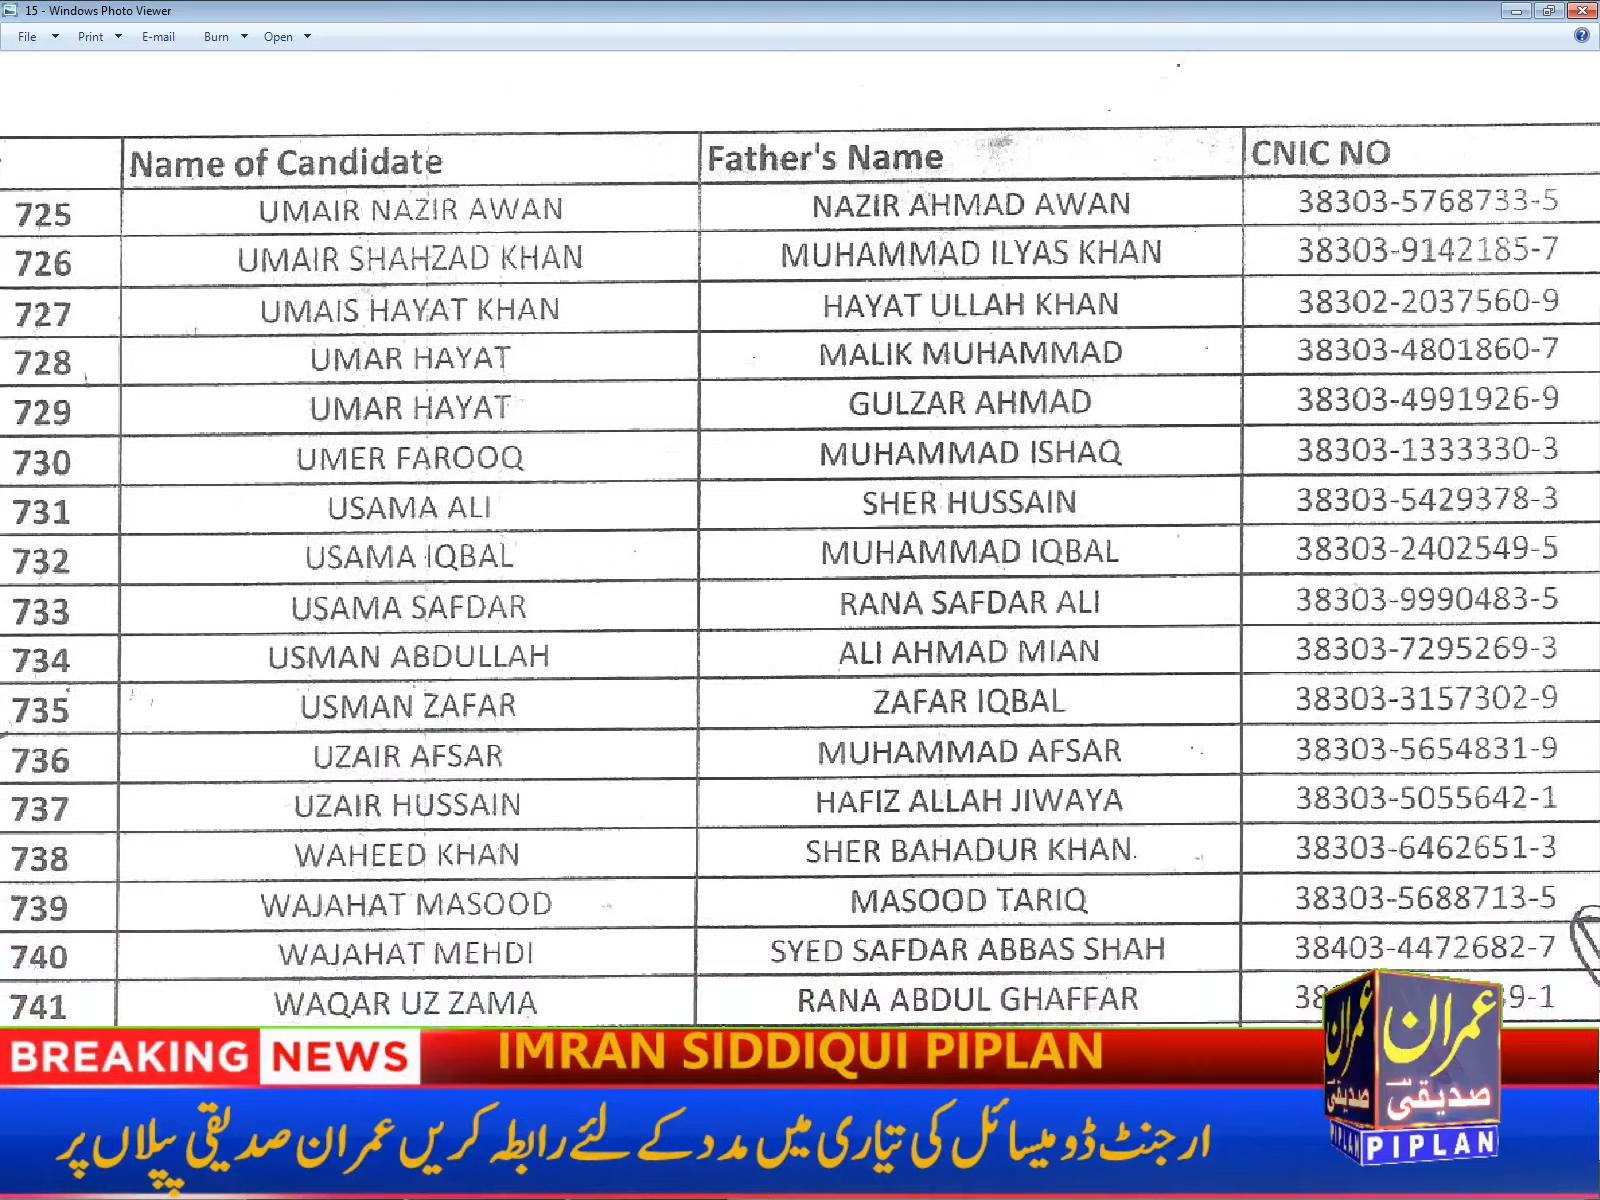 15 - Windows Photo Viewer
File Print E-mail Burn Open
Name of Candidate Father's Name CNIC NO
725 UMAIR NAZIR AWAN NAZIR AHMAD AWAN 38303-5768733-5
726 UMAIR SHAHZAD KHAN MUHAMMAD ILYAS KHAN 38303-9142185-7
727 UMAIS HAYAT KHAN HAYAT ULLAH KHAN 38302-2037560-9
728 UMAR HAYAT MALIK MUHAMMAD 38303-4801860-7
729 UMAR HAYAT GULZAR AHMAD 38303-4991926-9
730 UMER FAROOQ MUHAMMAD ISHAQ 38303-1333330-3
731 USAMA ALI SHER HUSSAIN 38303-5429378-3
732 USAMA IQBAL MUHAMMAD IQBAL 38303-2402549-5
733 USAMA SAFDAR RANA SAFDAR ALI 38303-9990483-5
734 USMAN ABDULLAH ALI AHMAD MIAN 38303-7295269-3
735 USMAN ZAFAR ZAFAR IQBAL 38303-3157302-9
736 UZAIR AFSAR MUHAMMAD AFSAR 38303-5654831-9
737 UZAIR HUSSAIN HAFIZ ALLAH JIWAYA 38303-5055642-1
738 WAHEED KHAN SHER BAHADUR KHAN. 38303-6462651-3
739 WAJAHAT MASOOD MASOOD TARIQ 38303-5688713-5
740 WAJAHAT MEHDI SYED SAFDAR ABBAS SHAH 38403-4472682-7
741 WAQAR UZ ZAMA RANA ABDUL GHAFFAR
BREAKING NEWS IMRAN SIDDIQUI PIPLAN
عمران عمران
صدیقی صدیقی
PIPLAN PIPLAN
ارجنٹ ڈومیسائل کی تیاری میں مدد کے لئے رابطہ کریں عمران صدیقی پپلاں پر